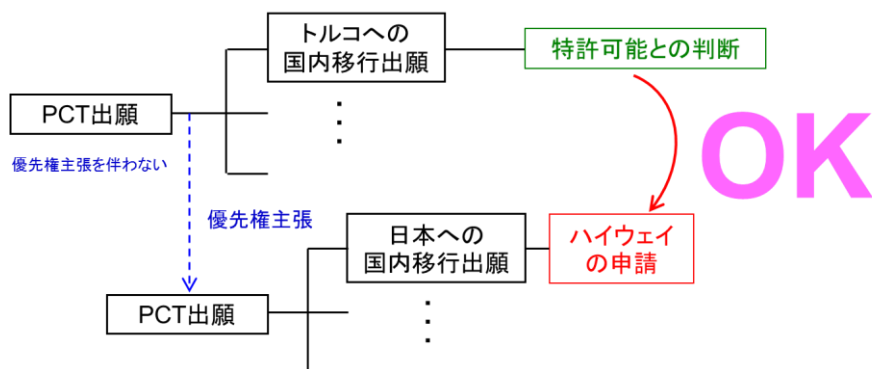 トルコへの
国内移行出願
特許可能との判断
PCT出願
優先権主張を伴わない
OK
優先権主張
日本への
国内移行出願
ハイウェイ
の申請
PCT出願